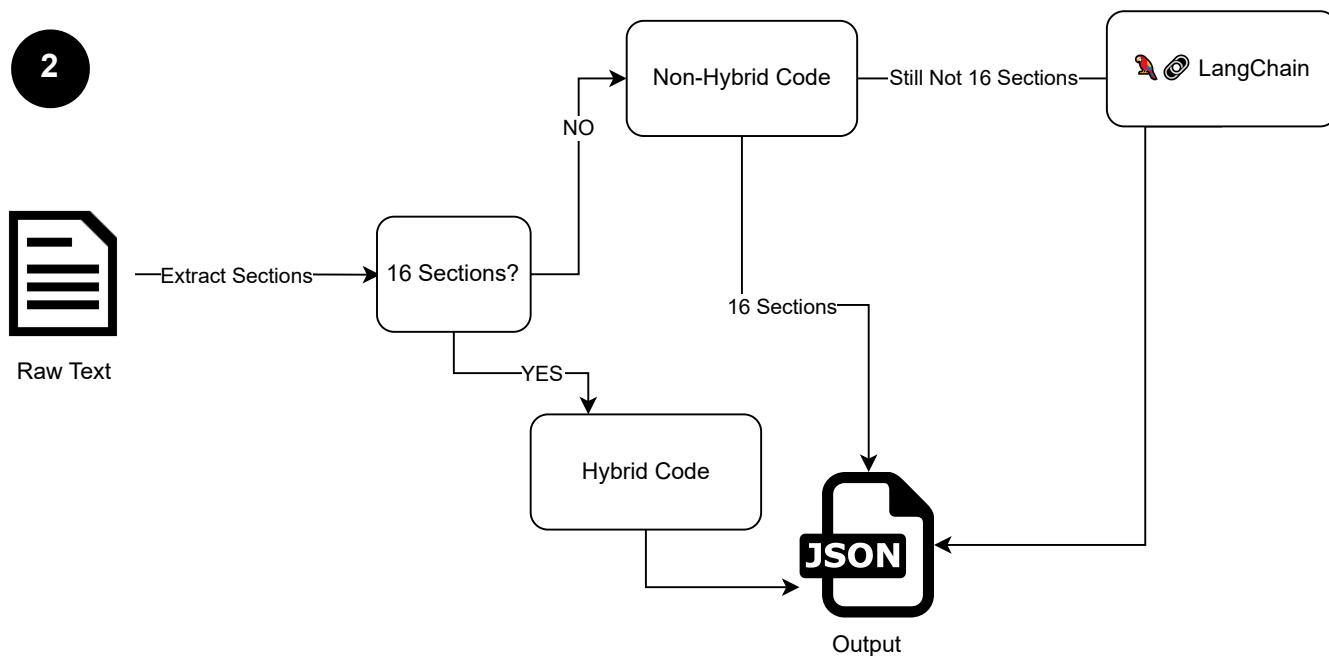 2
Non-Hybrid Code
Still Not 16 Sections
LangChain
NO
Extract Sections
16 Sections?
16 Sections
Raw Text
YES
Hybrid Code
JSON
Output